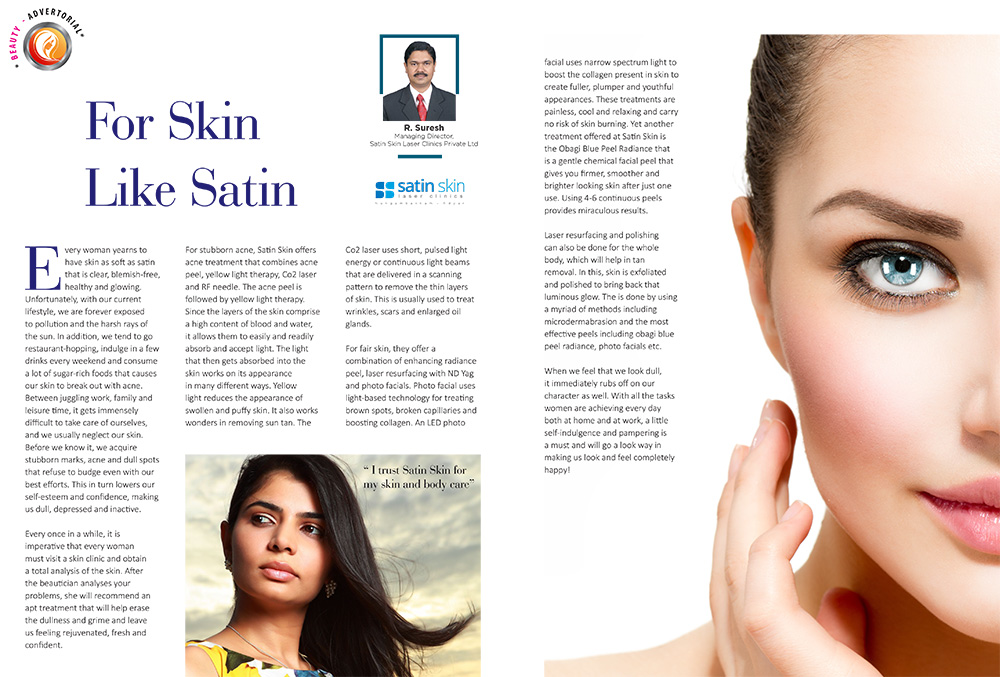 BEAUTY - ADVERTORIAL
For Skin
Like Satin
R. Suresh
Managing Director,
Satin Skin Laser Clinics Private Ltd
satin skin
laser clinics
Every woman yearns to
have skin as soft as satin
that is clear, blemish-free,
healthy and glowing.
Unfortunately, with our current
lifestyle, we are forever exposed
to pollution and the harsh rays of
the sun. In addition, we tend to go
restaurant-hopping, indulge in a few
drinks every weekend and consume
a lot of sugar-rich foods that causes
our skin to break out with acne.
Between juggling work, family and
leisure time, it gets immensely
difficult to take care of ourselves,
and we usually neglect our skin.
Before we know it, we acquire
stubborn marks, acne and dull spots
that refuse to budge even with our
best efforts. This in turn lowers our
self-esteem and confidence, making
us dull, depressed and inactive.
Every once in a while, it is
imperative that every woman
must visit a skin clinic and obtain
a total analysis of the skin. After
the beautician analyses your
problems, she will recommend an
apt treatment that will help erase
the dullness and grime and leave
us feeling rejuvenated, fresh and
confident.
For stubborn acne, Satin Skin offers
acne treatment that combines acne
peel, yellow light therapy, Co2 laser
and RF needle. The acne peel is
followed by yellow light therapy.
Since the layers of the skin comprise
a high content of blood and water,
it allows them to easily and readily
absorb and accept light. The light
that then gets absorbed into the
skin works on its appearance
in many different ways. Yellow
light reduces the appearance of
swollen and puffy skin. It also works
wonders in removing sun tan. The
Co2 laser uses short, pulsed light
energy or continuous light beams
that are delivered in a scanning
pattern to remove the thin layers
of skin. This is usually used to treat
wrinkles, scars and enlarged oil
glands.
For fair skin, they offer a
combination of enhancing radiance
peel, laser resurfacing with ND Yag
and photo facials. Photo facial uses
light-based technology for treating
brown spots, broken capillaries and
boosting collagen. An LED photo
“ I trust Satin Skin for
my skin and body care”
facial uses narrow spectrum light to
boost the collagen present in skin to
create fuller, plumper and youthful
appearances. These treatments are
painless, cool and relaxing and carry
no risk of skin burning. Yet another
treatment offered at Satin Skin is
the Obagi Blue Peel Radiance that
is a gentle chemical facial peel that
gives you firmer, smoother and
brighter looking skin after just one
use. Using 4-6 continuous peels
provides miraculous results.
Laser resurfacing and polishing
can also be done for the whole
body, which will help in tan
removal. In this, skin is exfoliated
and polished to bring back that
luminous glow. The is done by using
a myriad of methods including
microdermabrasion and the most
effective peels including obagi blue
peel radiance, photo facials etc.
When we feel that we look dull,
it immediately rubs off on our
character as well. With all the tasks
women are achieving every day
both at home and at work, a little
self-indulgence and pampering is
a must and will go a look way in
making us look and feel completely
happy!